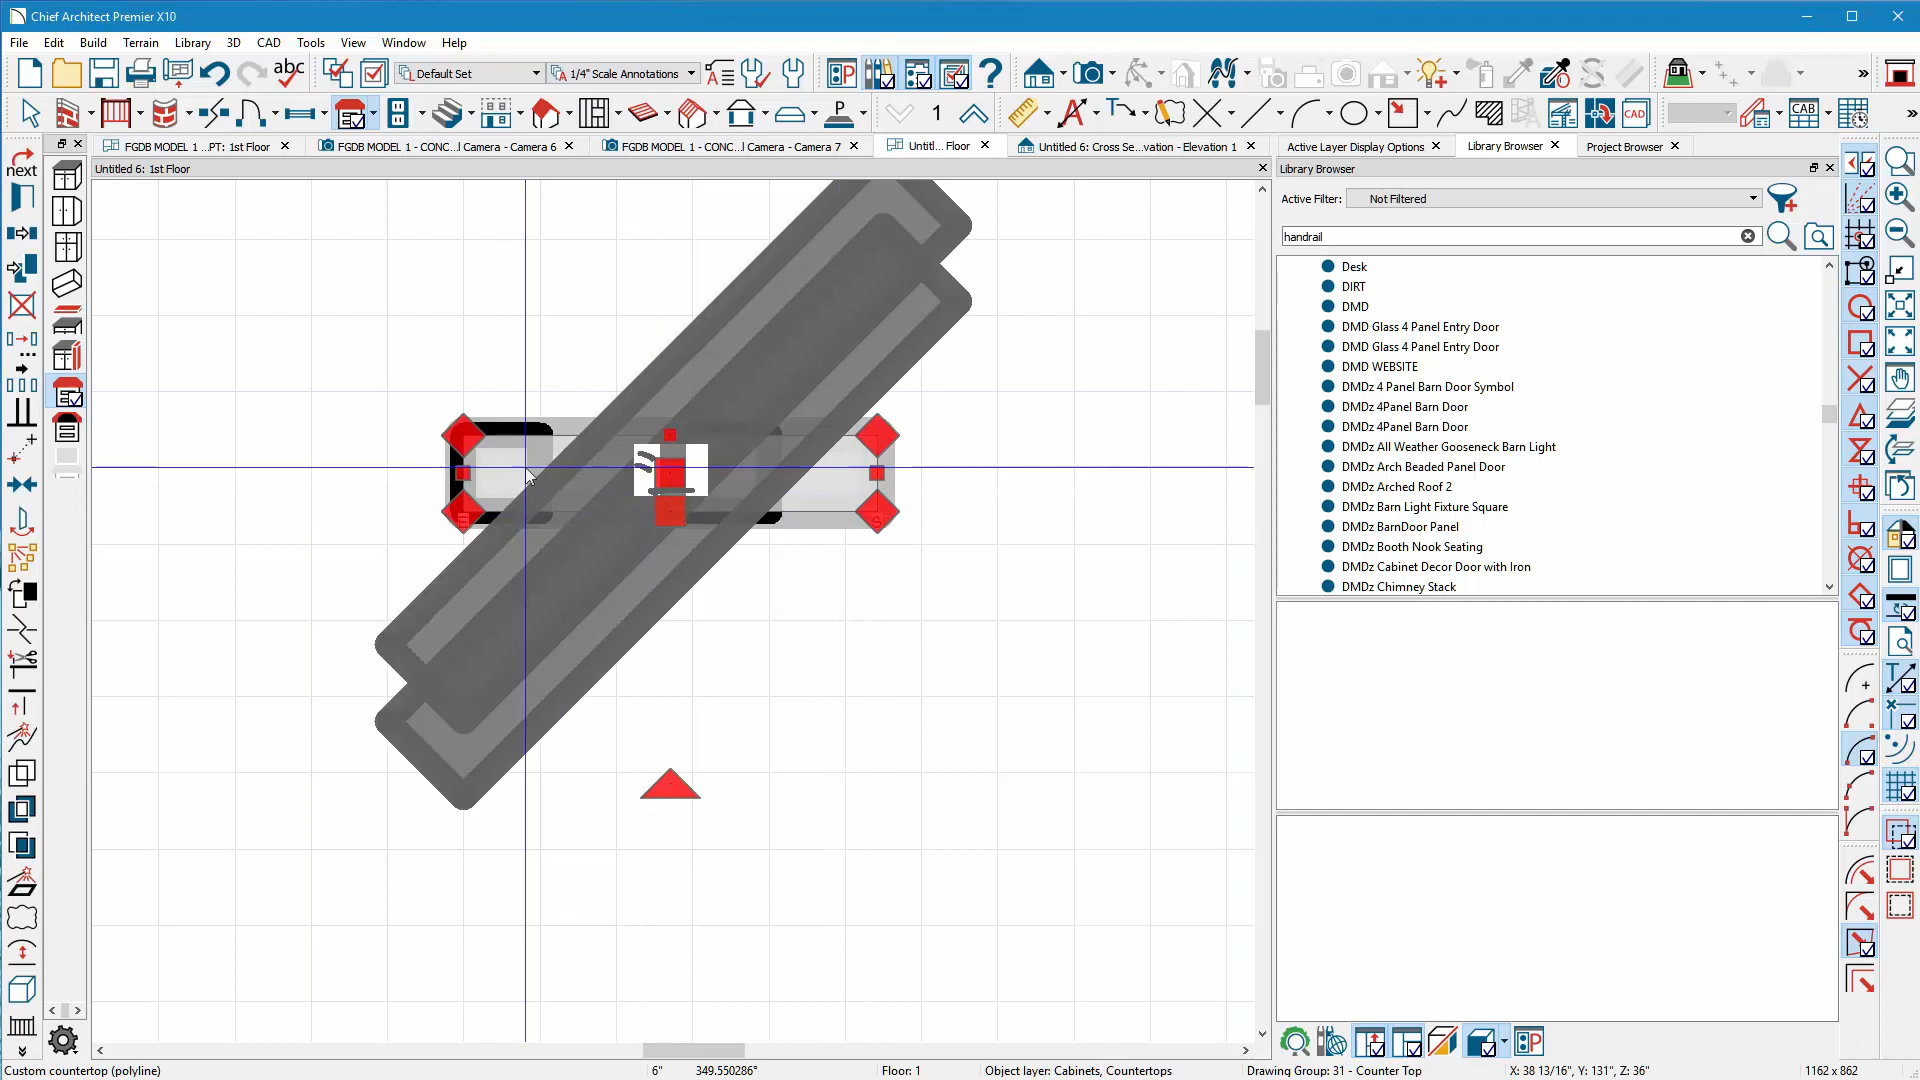 Chief Architect Premier X10
File Edit Build Terrain Library 3D CAD Tools View Window Help
abc Default Set 1/4" Scale Annotations
1 CAD CAB
FGDB MODEL 1 ...PT: 1st Floor FGDB MODEL 1 - CONC...l Camera - Camera 6 FGDB MODEL 1 - CONC...l Camera - Camera 7 Untitl... Floor Untitled 6: Cross Se...vation - Elevation 1 Active Layer Display Options Library Browser Project Browser
next
Untitled 6: 1st Floor
Library Browser
Active Filter: Not Filtered
handrail
Desk
DIRT
DMD
DMD Glass 4 Panel Entry Door
DMD Glass 4 Panel Entry Door
DMD WEBSITE
DMDz 4 Panel Barn Door Symbol
DMDz 4Panel Barn Door
DMDz 4Panel Barn Door
DMDz All Weather Gooseneck Barn Light
DMDz Arch Beaded Panel Door
DMDz Arched Roof 2
DMDz Barn Light Fixture Square
DMDz BarnDoor Panel
DMDz Booth Nook Seating
DMDz Cabinet Decor Door with Iron
DMDz Chimney Stack
Custom countertop (polyline) 6" 349.550286° Floor: 1 Object layer: Cabinets, Countertops Drawing Group: 31 - Counter Top X: 38 13/16", Y: 131", Z: 36" 1162 x 862